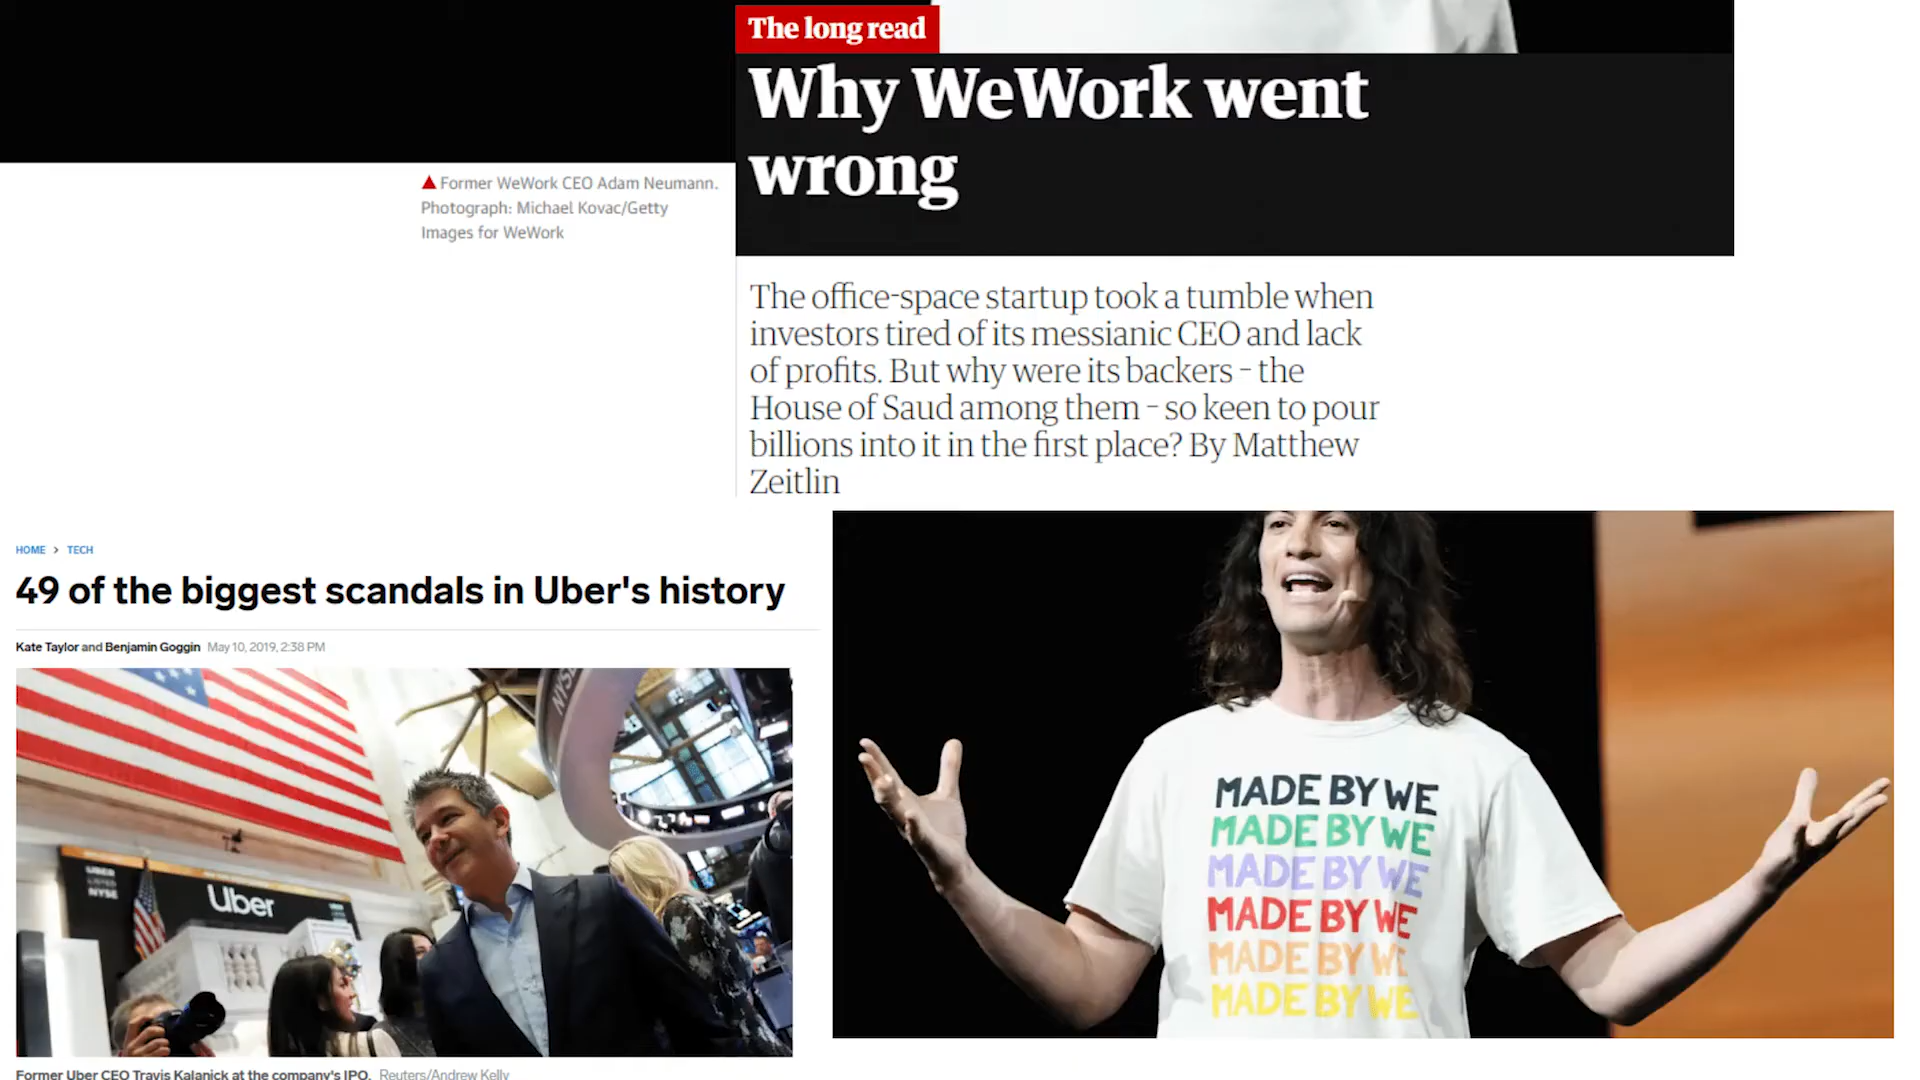 The long read
Why WeWork went
wrong
Former WeWork CEO Adam Neumann.
Photograph: Michael Kovac/Getty
Images for WeWork
The office-space startup took a tumble when
investors tired of its messianic CEO and lack
of profits. But why were its backers – the
House of Saud among them – so keen to pour
billions into it in the first place? By Matthew
Zeitlin
HOME > TECH
49 of the biggest scandals in Uber's history
Kate Taylor and Benjamin Goggin May 10, 2019, 2:38 PM
NYSE
UBER
LISTED
NYSE
Uber
Former Uber CEO Travis Kalanick at the company's IPO. Reuters/Andrew Kelly
MADE BY WE
MADE BY WE
MADE BY WE
MADE BY WE
MADE BY WE
MADE BY WE